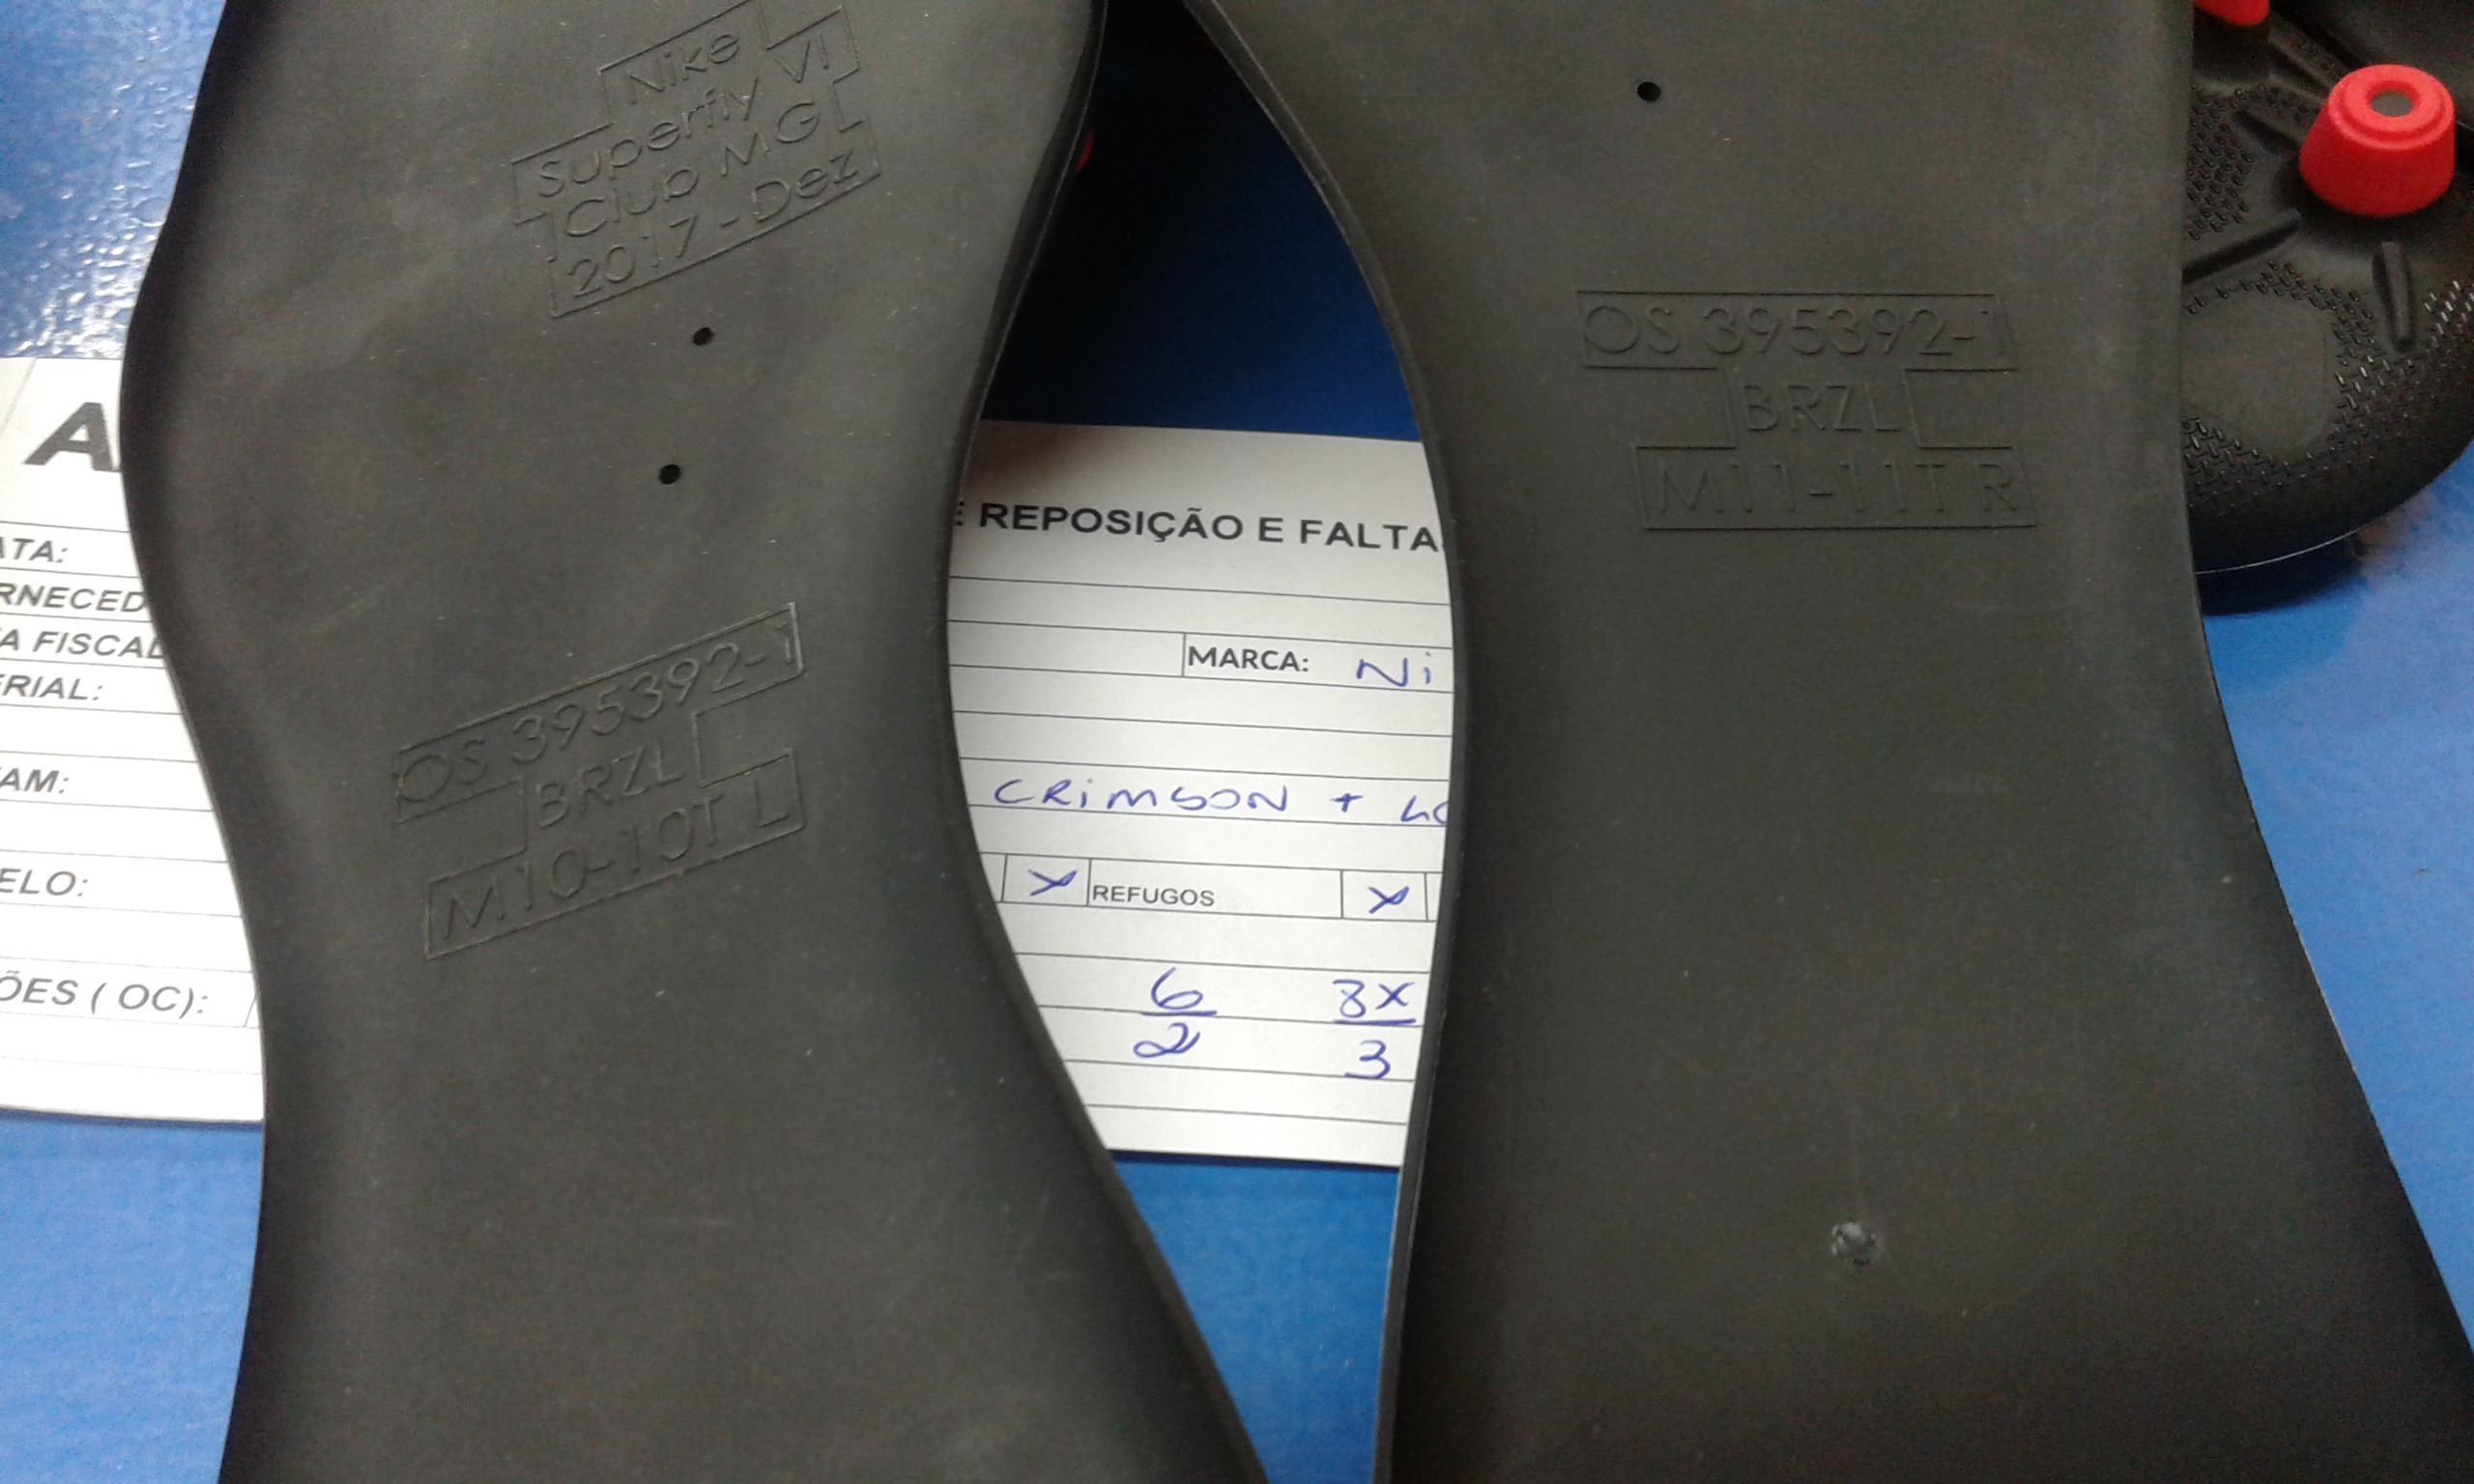 Nike
Superfly VI
Club MG
2017 - Dez
OS 395392-1
BRZL
M10-10T L
OS 395392-1
BRZL
M11-11T R
A
ATA:
RNECED
A FISCAL
ERIAL:
AM:
ELO:
ÕES ( OC):
E REPOSIÇÃO E FALTA
MARCA: Ni
CRIMSON +
x REFUGOS x
6 8x
2 3